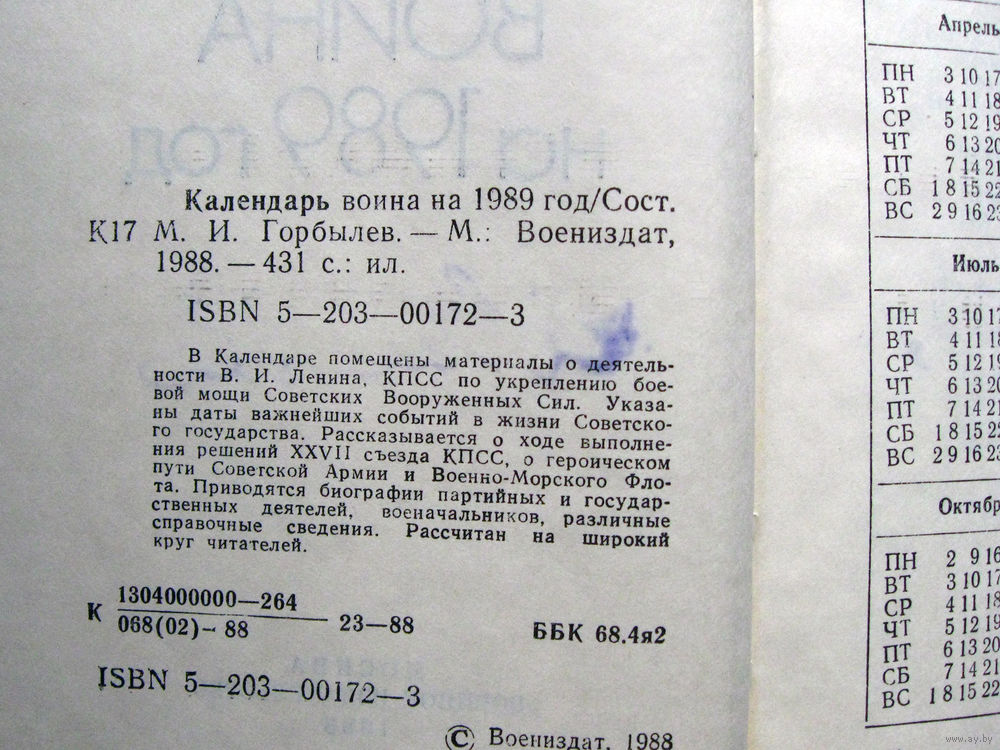 ВОИНА
на 1989 год
Календарь воина на 1989 год/Сост.
К17 М. И. Горбылев. — М.: Воениздат,
1988. — 431 с.: ил.
ISBN 5—203—00172—3
В Календаре помещены материалы о деятель-
ности В. И. Ленина, КПСС по укреплению бое-
вой мощи Советских Вооруженных Сил. Указа-
ны даты важнейших событий в жизни Советско-
го государства. Рассказывается о ходе выполне-
ния решений XXVII съезда КПСС, о героическом
пути Советской Армии и Военно-Морского Фло-
та. Приводятся биографии партийных и государ-
ственных деятелей, военачальников, различные
справочные сведения. Рассчитан на широкий
круг читателей.
К 1304000000—264
068(02)-88 23—88
ББК 68.4я2
ISBN 5—203—00172—3
© Воениздат, 1988
Апрель
ПН 3 10 17
ВТ 4 11 18
СР 5 12 19
ЧТ 6 13 20
ПТ 7 14 21
СБ 1 8 15 22
ВС 2 9 16 23
Июль
ПН 3 10 17
ВТ 4 11 18
СР 5 12 19
ЧТ 6 13 20
ПТ 7 14 21
СБ 1 8 15 22
ВС 2 9 16 23
Октябр
ПН 2 9 16
ВТ 3 10 17
СР 4 11 18
ЧТ 5 12 19
ПТ 6 13 20
СБ 7 14 21
ВС 1 8 15 22
www.ay.by